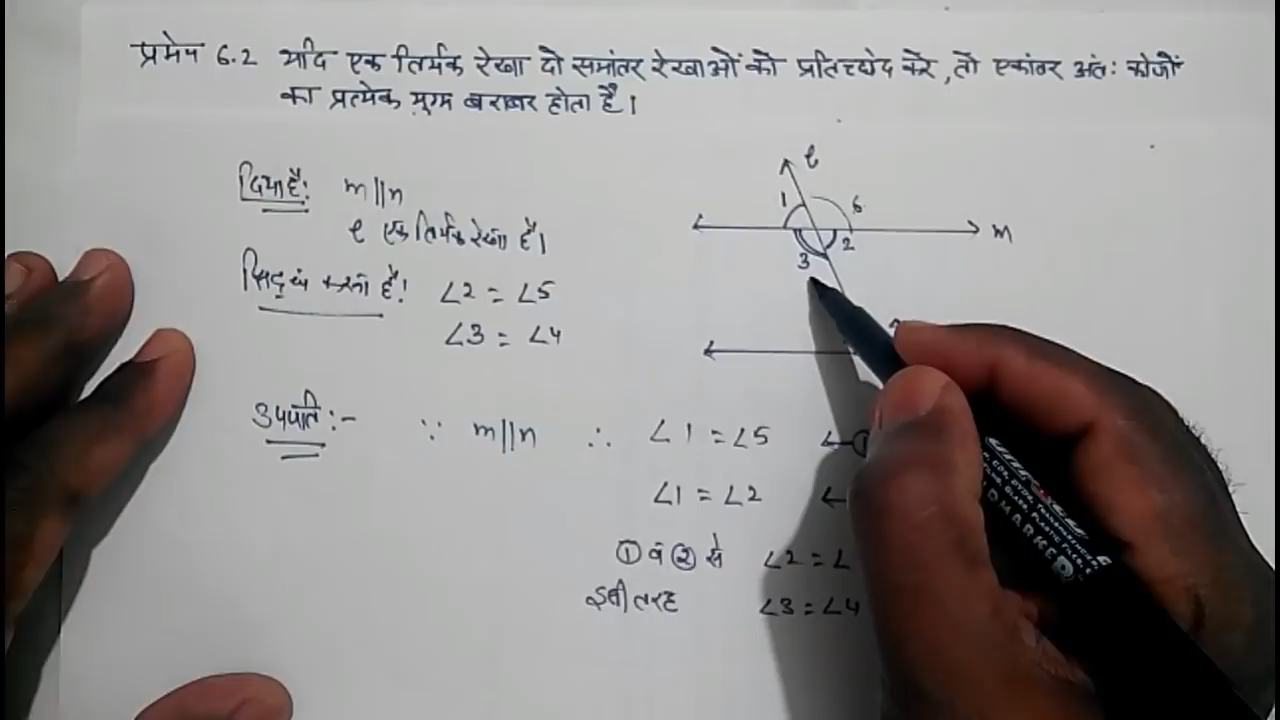 प्रमेय 6.2 यदि एक तिर्यक रेखा दो समांतर रेखाओं को प्रतिच्छेद करे, तो एकांतर अंतः कोणों
का प्रत्येक युग्म बराबर होता है।
दिया है: m||n
l एक तिर्यक रेखा है।
सिद्ध करना है: ∠2 = ∠5
∠3 = ∠4
l
1 6
m
3 2
उपपत्ति :- ∵ m||n ∴ ∠1 = ∠5 ←①
∠1 = ∠2 ←
① व ② से ∠2 = ∠
इसी तरह ∠3 = ∠4
MARKER